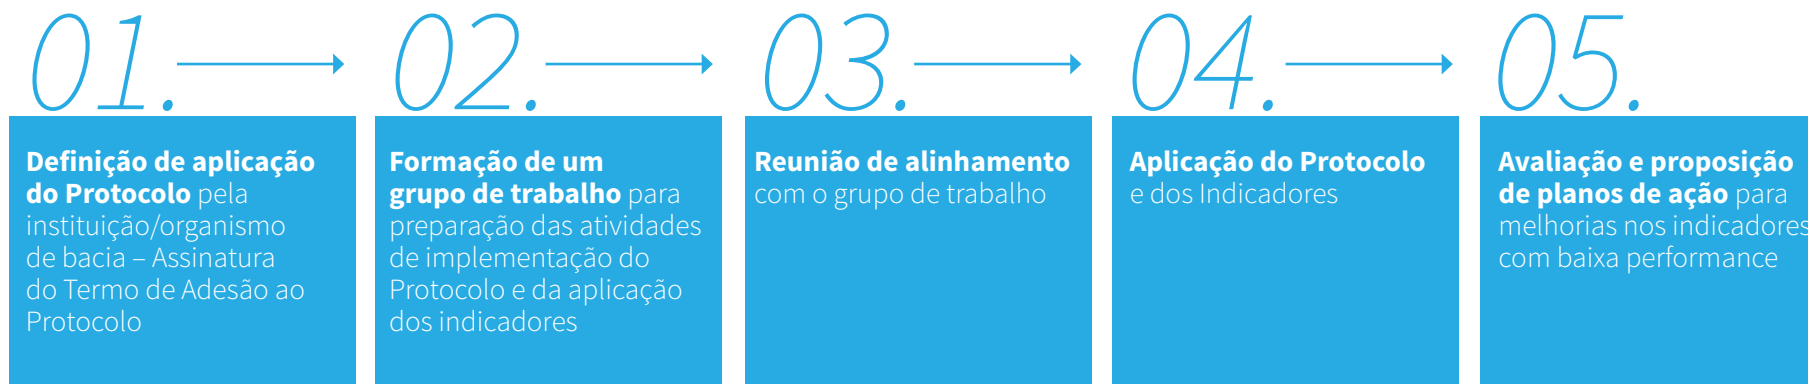 01.
Definição de aplicação
do Protocolo pela
instituição/organismo
de bacia – Assinatura
do Termo de Adesão ao
Protocolo
02.
Formação de um
grupo de trabalho para
preparação das atividades
de implementação do
Protocolo e da aplicação
dos indicadores
03.
Reunião de alinhamento
com o grupo de trabalho
04.
Aplicação do Protocolo
e dos Indicadores
05.
Avaliação e proposição
de planos de ação para
melhorias nos indicadores
com baixa performance